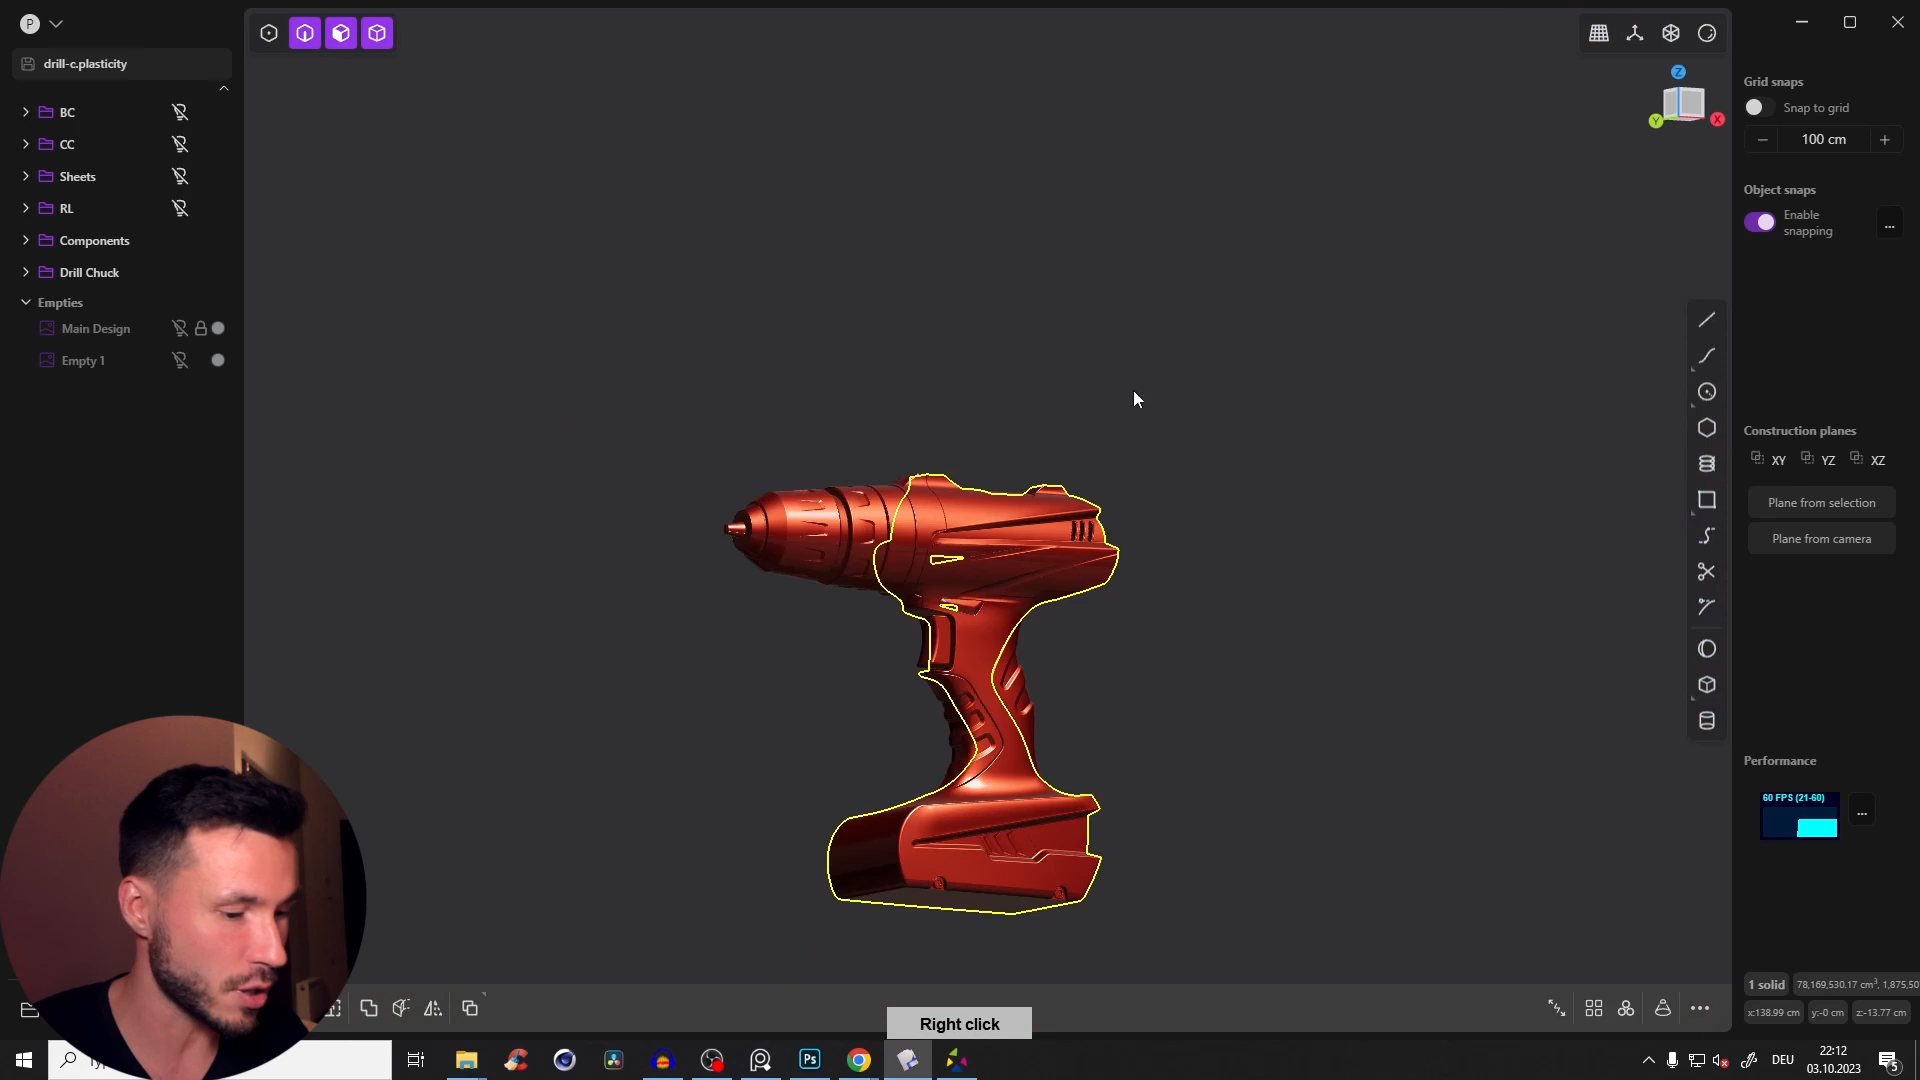 P
drill-c.plasticity
BC
CC
Sheets
RL
Components
Drill Chuck
Empties
Main Design
Empty 1
Z
Y
X
Grid snaps
Snap to grid
100 cm
Object snaps
Enable
snapping
...
Construction planes
XY
YZ
XZ
Plane from selection
Plane from camera
Performance
60 FPS (21-60)
...
1 solid
78,169,530.17 cm³, 1,875,50
x:138.99 cm
y:-0 cm
z:-13.77 cm
Right click
Ps
DEU
22:12
03.10.2023
5